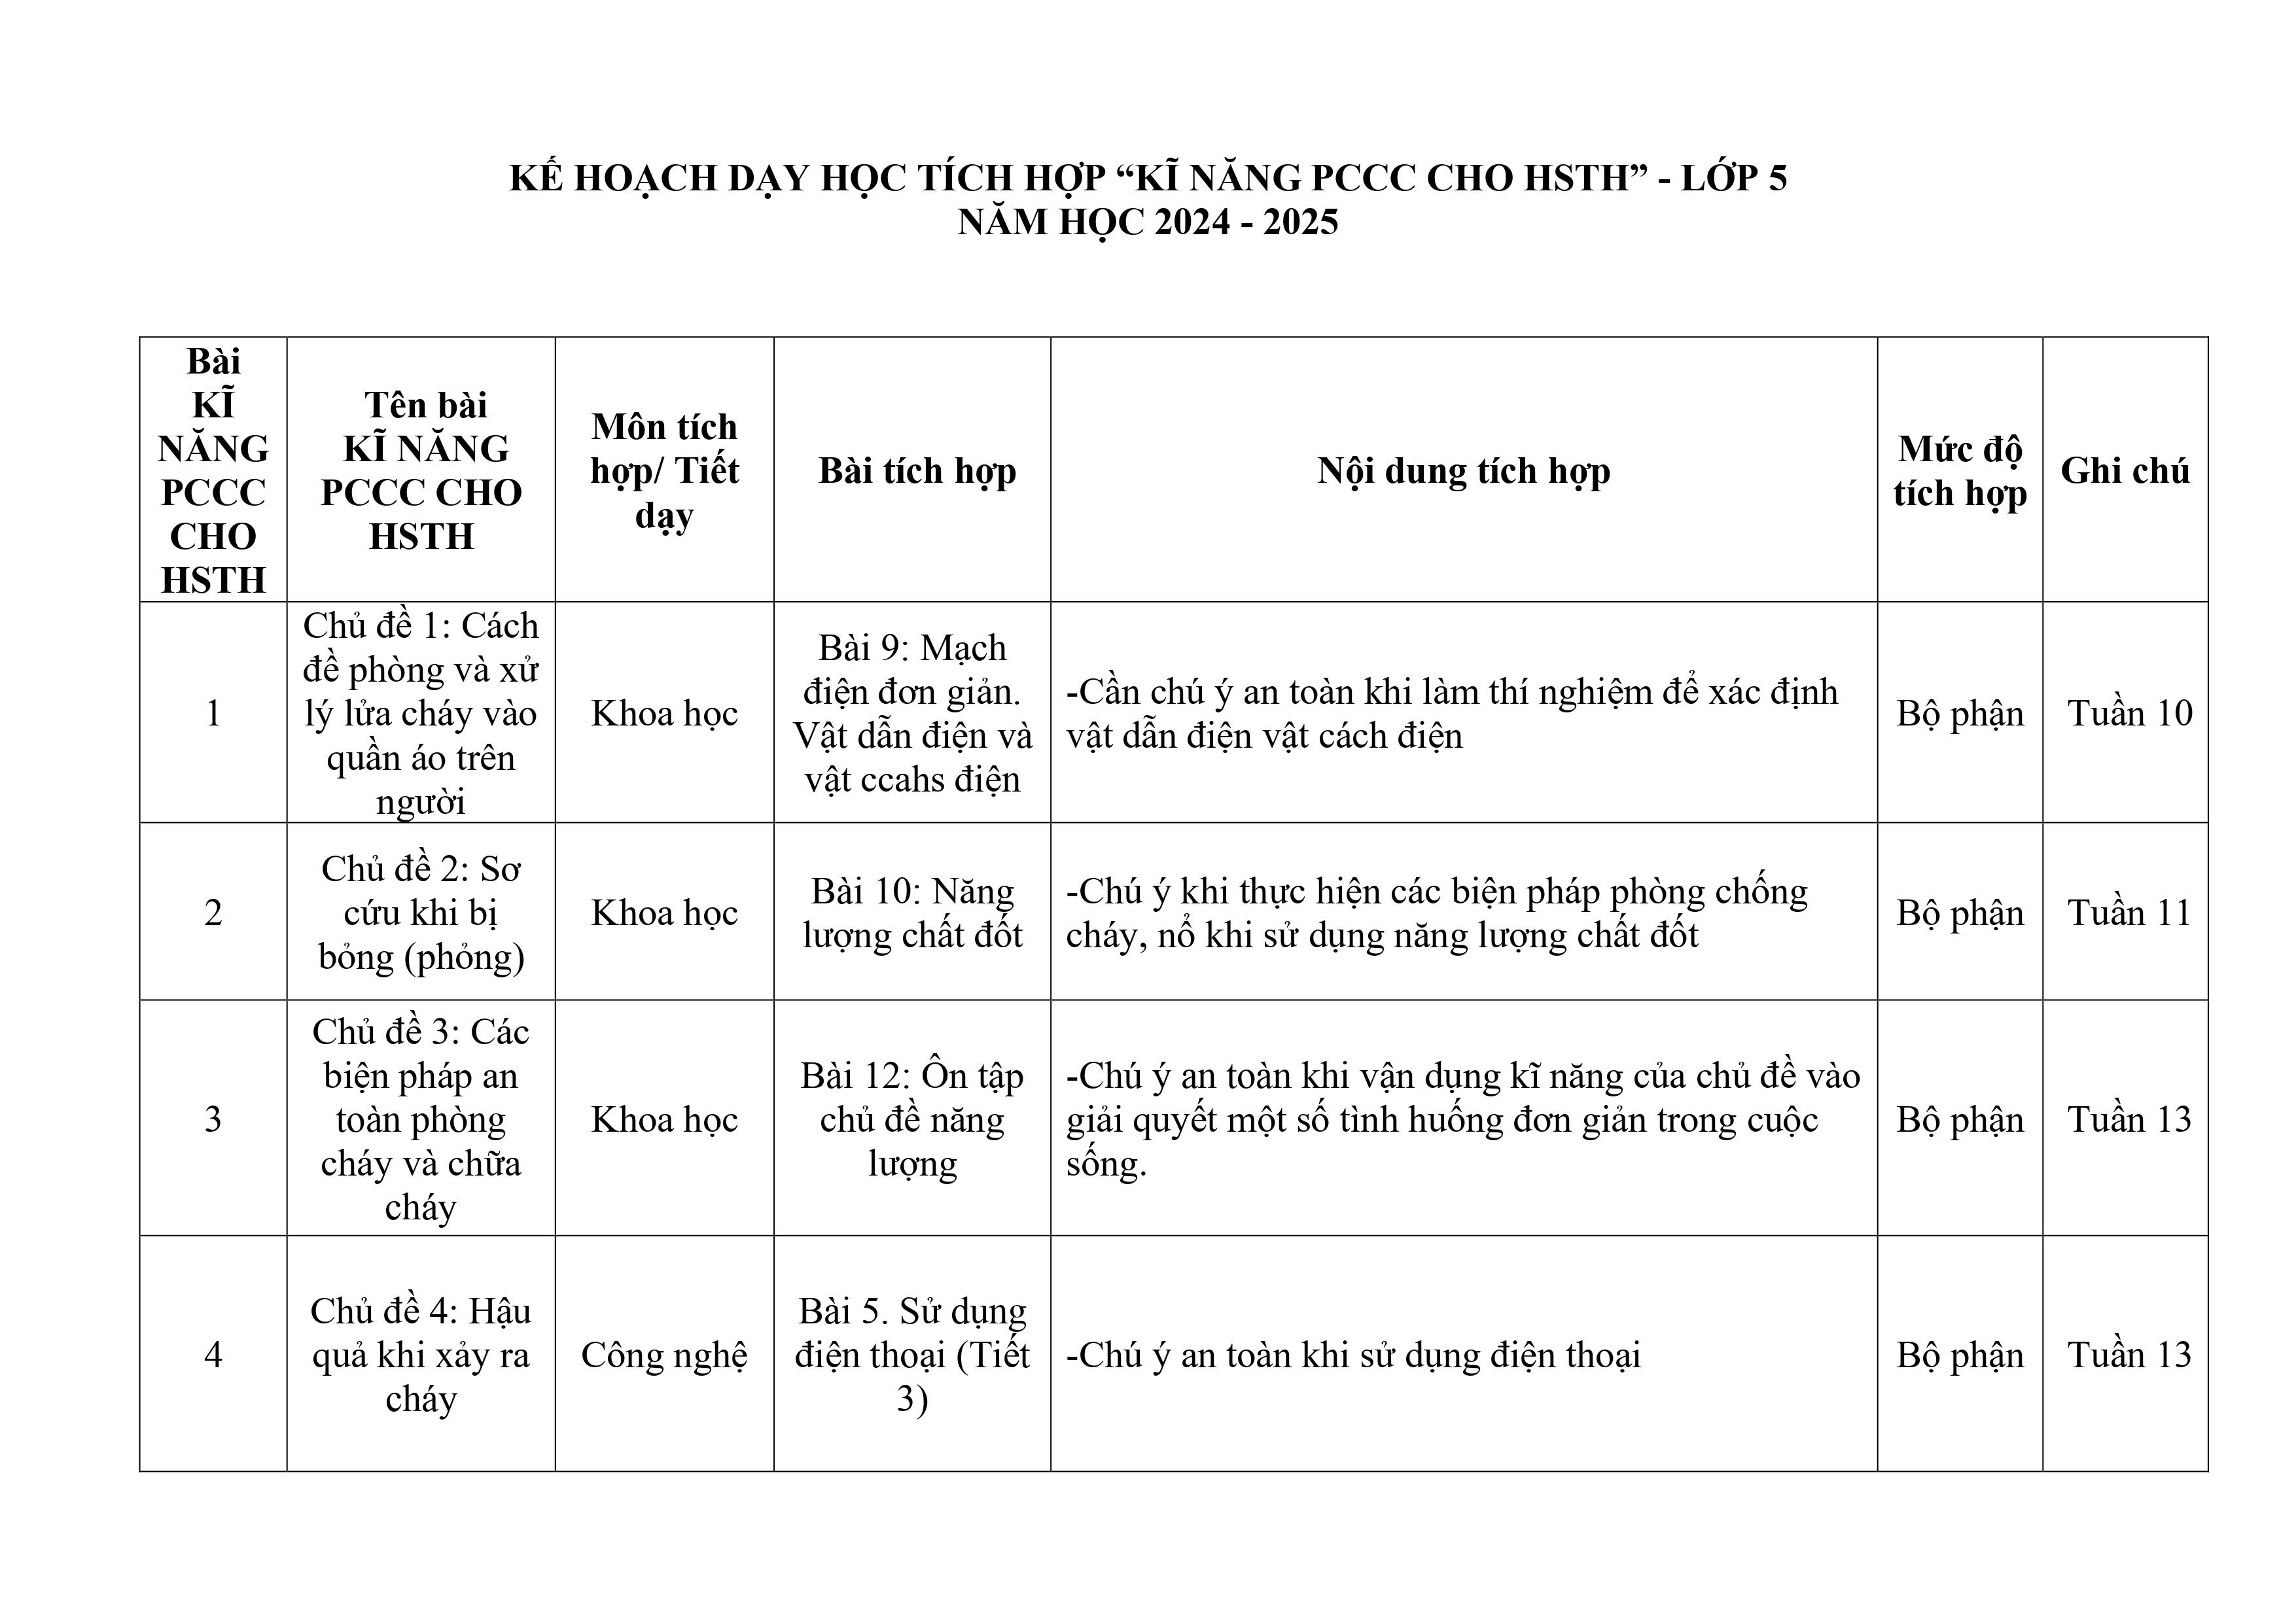 KẾ HOẠCH DẠY HỌC TÍCH HỢP “KĨ NĂNG PCCC CHO HSTH” - LỚP 5
NĂM HỌC 2024 - 2025
Bài
KĨ
NĂNG
PCCC
CHO
HSTH
Tên bài
KĨ NĂNG
PCCC CHO
HSTH
Môn tích
hợp/ Tiết
dạy
Bài tích hợp
Nội dung tích hợp
Mức độ
tích hợp
Ghi chú
1
Chủ đề 1: Cách
đề phòng và xử
lý lửa cháy vào
quần áo trên
người
Khoa học
Bài 9: Mạch
điện đơn giản.
Vật dẫn điện và
vật ccahs điện
-Cần chú ý an toàn khi làm thí nghiệm để xác định
vật dẫn điện vật cách điện
Bộ phận
Tuần 10
2
Chủ đề 2: Sơ
cứu khi bị
bỏng (phỏng)
Khoa học
Bài 10: Năng
lượng chất đốt
-Chú ý khi thực hiện các biện pháp phòng chống
cháy, nổ khi sử dụng năng lượng chất đốt
Bộ phận
Tuần 11
3
Chủ đề 3: Các
biện pháp an
toàn phòng
cháy và chữa
cháy
Khoa học
Bài 12: Ôn tập
chủ đề năng
lượng
-Chú ý an toàn khi vận dụng kĩ năng của chủ đề vào
giải quyết một số tình huống đơn giản trong cuộc
sống.
Bộ phận
Tuần 13
4
Chủ đề 4: Hậu
quả khi xảy ra
cháy
Công nghệ
Bài 5. Sử dụng
điện thoại (Tiết
3)
-Chú ý an toàn khi sử dụng điện thoại
Bộ phận
Tuần 13